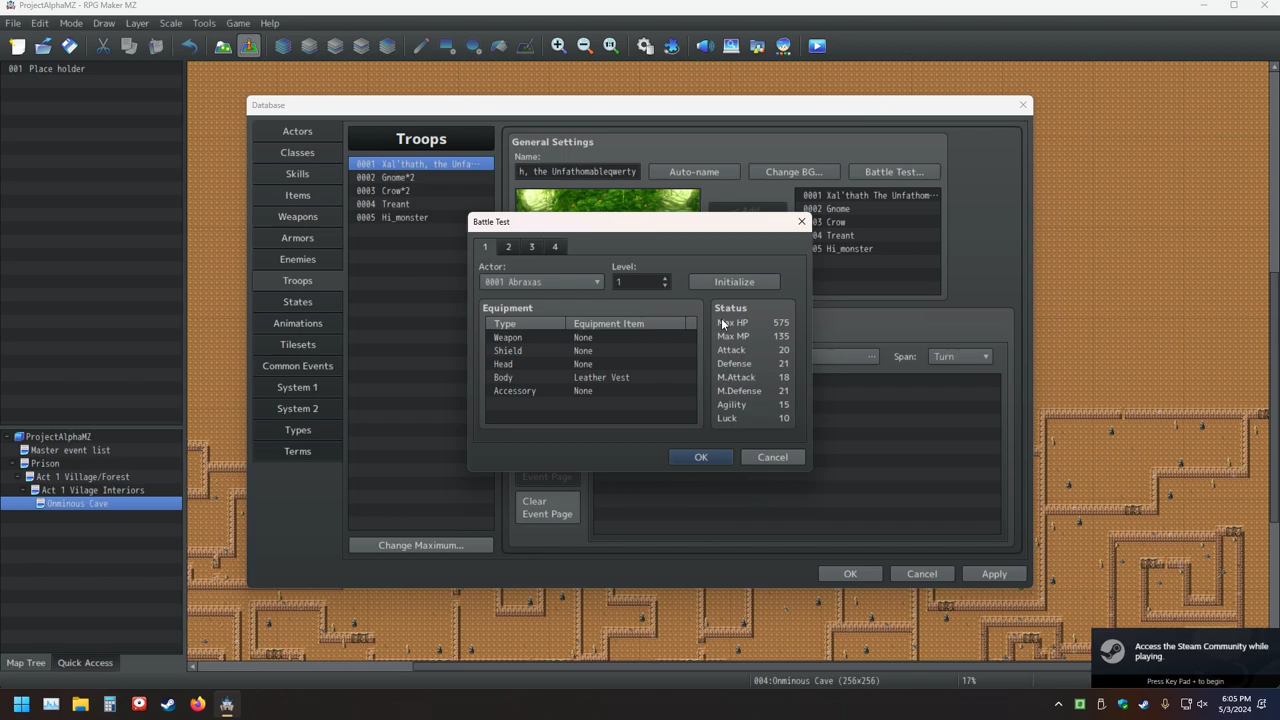 ProjectAlphaMZ - RPG Maker MZ
File Edit Mode Draw Layer Scale Tools Game Help
001 Place holder
Database
Actors
Classes
Skills
Items
Weapons
Armors
Enemies
Troops
States
Animations
Tilesets
Common Events
System 1
System 2
Types
Terms
Troops
0001 Xal'thath, the Unfa···
0002 Gnome*2
0003 Crow*2
0004 Treant
0005 Hi_monster
Change Maximum...
General Settings
Name:
h, the Unfathomableqwerty
Auto-name
Change BG...
Battle Test...
0001 Xal'thath The Unfathom···
0002 Gnome
03 Crow
04 Treant
05 Hi_monster
Battle Test
1 2 3 4
Actor:
Level:
0001 Abraxas
1
Initialize
Equipment
Type Equipment Item
Weapon None
Shield None
Head None
Body Leather Vest
Accessory None
Status
Max HP 575
Max MP 135
Attack 20
Defense 21
M.Attack 18
M.Defense 21
Agility 15
Luck 10
OK
Cancel
···
Span:
Turn
Event Page
Clear
Event Page
OK
Cancel
Apply
ProjectAlphaMZ
Master event list
Prison
Act 1 Village/Forest
Act 1 Vilage Interiors
Onminous Cave
Map Tree
Quick Access
004:Onminous Cave (256x256)
17%
Access the Steam Community while
playing.
Press Key Pad + to begin
6:05 PM
5/3/2024